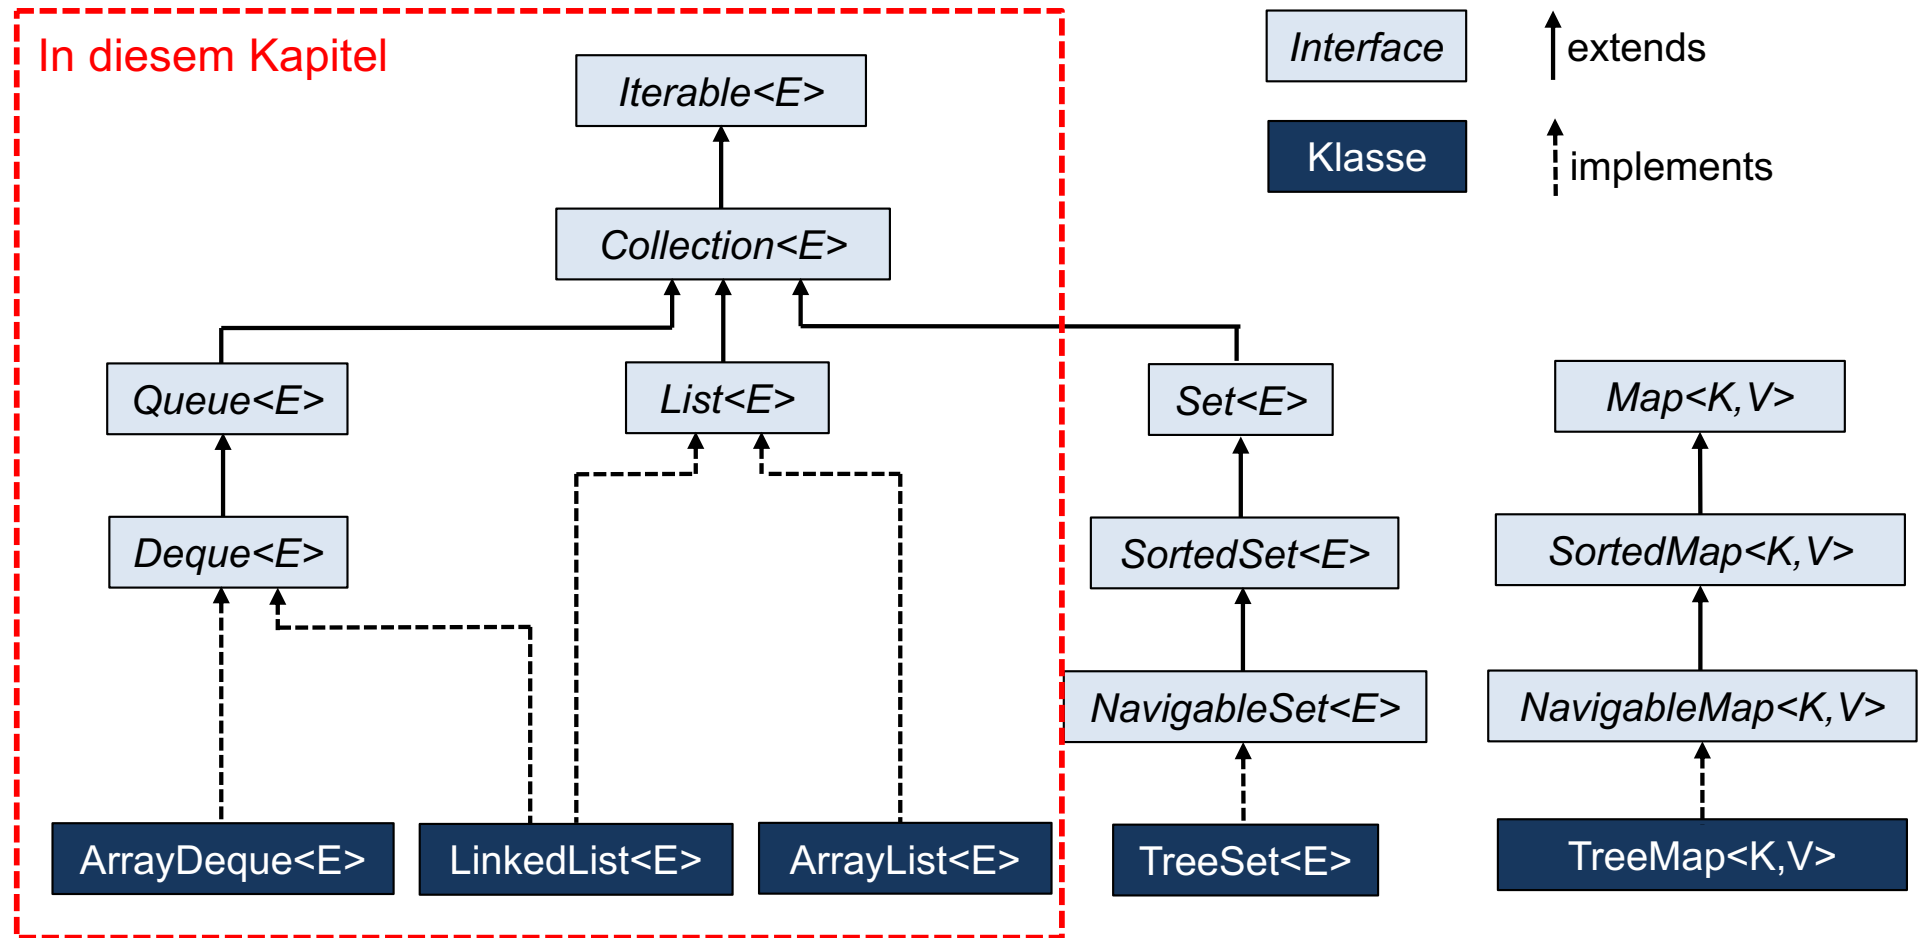 In diesem Kapitel
Interface
extends
Iterable<E>
Klasse
implements
Collection<E>
Queue<E>
List<E>
Set<E>
Map<K,V>
Deque<E>
SortedSet<E>
SortedMap<K,V>
NavigableSet<E>
NavigableMap<K,V>
ArrayDeque<E>
LinkedList<E>
ArrayList<E>
TreeSet<E>
TreeMap<K,V>